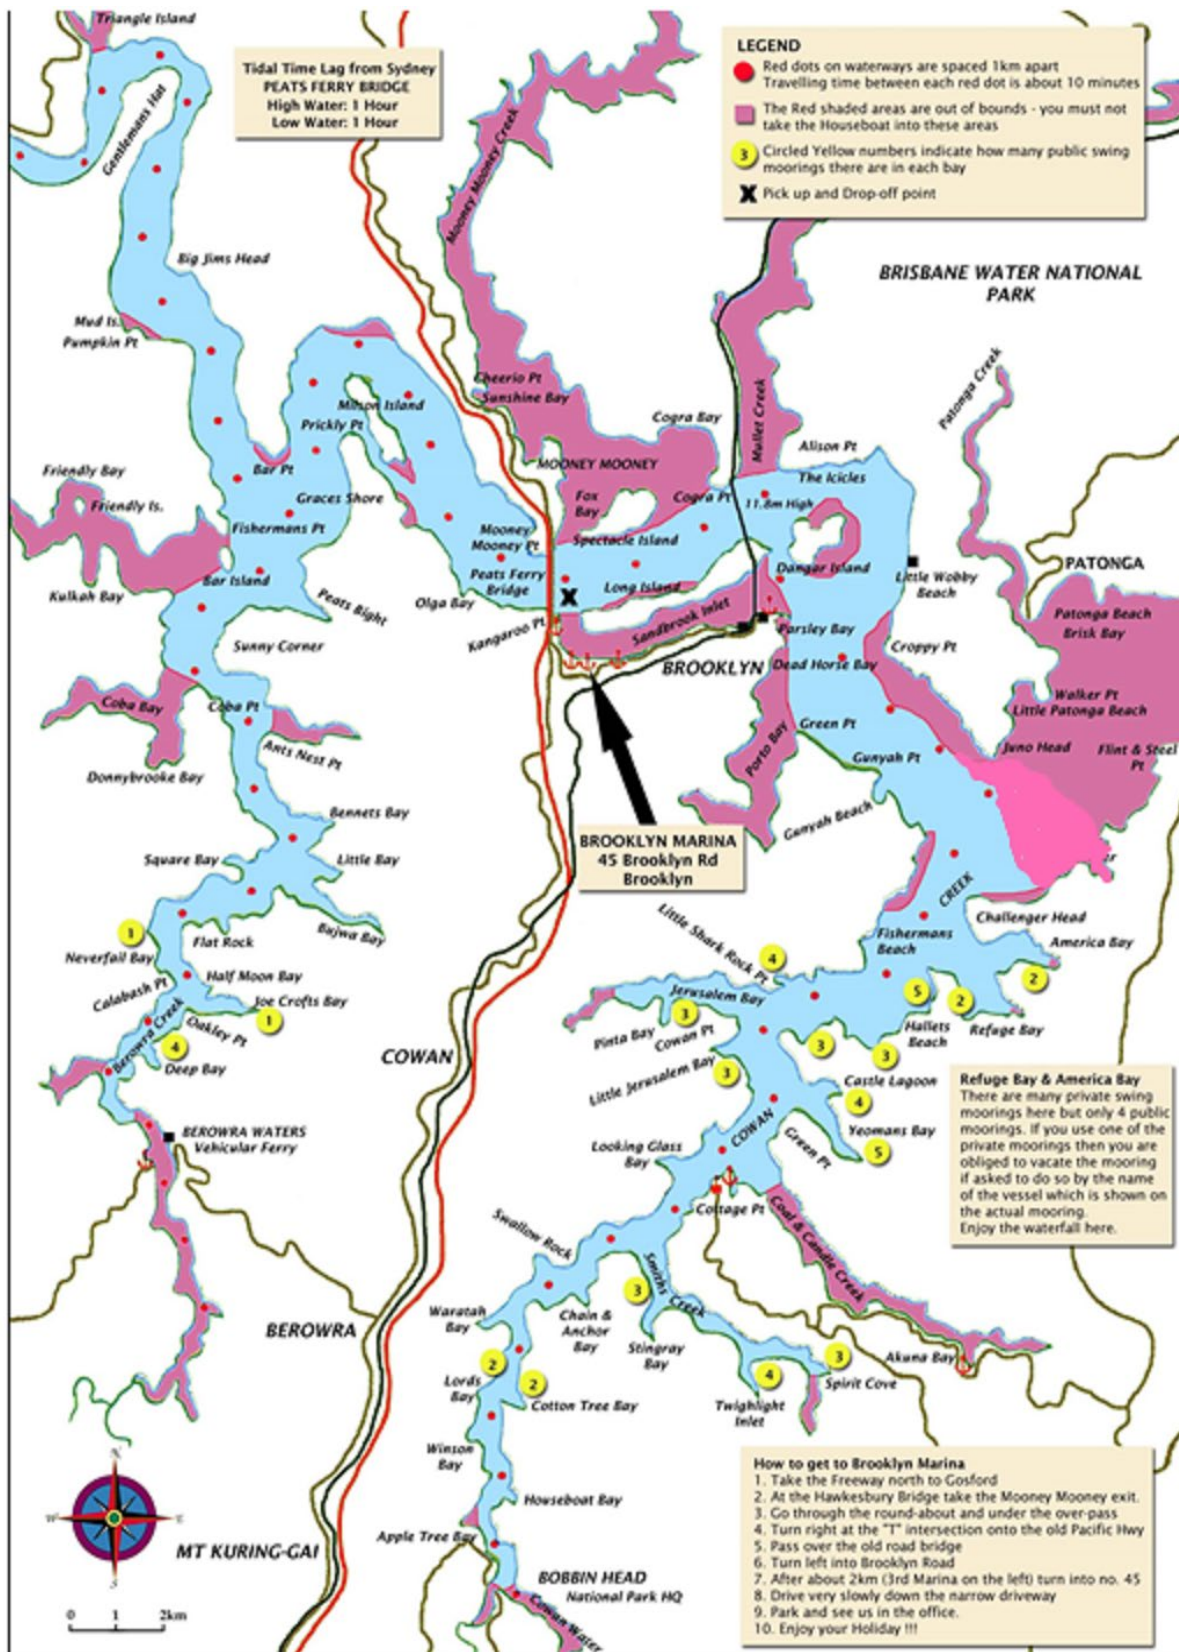 Triangle Island
Tidal Time Lag from Sydney
PEATS FERRY BRIDGE
High Water: 1 Hour
Low Water: 1 Hour
LEGEND
Red dots on waterways are spaced 1km apart
Travelling time between each red dot is about 10 minutes
The Red shaded areas are out of bounds - you must not
take the Houseboat into these areas
3
Circled Yellow numbers indicate how many public swing
moorings there are in each bay
X Pick up and Drop-off point
Gentlemans Hat
Mooney Mooney Creek
Big Jims Head
BRISBANE WATER NATIONAL
PARK
Mud Is.
Pumpkin Pt
Cheerio Pt
Sunshine Bay
Milson Island
Prickly Pt
Cogra Bay
Mullet Creek
Patonga Creek
Alison Pt
Bar Pt
MOONEY MOONEY
The Icicles
Friendly Bay
Friendly Is.
Graces Shore
Fox
Bay
Cogra Pt
11.8m High
Fishermans Pt
Mooney
Mooney Pt
Spectacle Island
Bar Island
Peats Ferry
Bridge
X
Long Island
Dangar Island
Little Wobby
Beach
PATONGA
Kulkah Bay
Peats Bight
Olga Bay
Kangaroo Pt
Sandbrook Inlet
Parsley Bay
Patonga Beach
Brisk Bay
Sunny Corner
Croppy Pt
BROOKLYN
Dead Horse Bay
Coba Bay
Coba Pt
Walker Pt
Little Patonga Beach
Green Pt
Ants Nest Pt
Porto Bay
Gunyah Pt
Juno Head
Flint & Steel
Pt
Donnybrooke Bay
Bennets Bay
Gunyah Beach
BROOKLYN MARINA
45 Brooklyn Rd
Brooklyn
Square Bay
Little Bay
CREEK
Challenger Head
Little Shark Rock Pt
Fishermans
Beach
America Bay
Bujwa Bay
1
Flat Rock
Neverfail Bay
4
Half Moon Bay
2
Calabash Pt
Joe Crofts Bay
Jerusalem Bay
5
2
1
Berowra Creek
Oakley Pt
3
Pinta Bay
Cowan Pt
Hallets
Beach
Refuge Bay
4
Deep Bay
COWAN
3
3
Little Jerusalem Bay
3
Castle Lagoon
4
Yeomans Bay
5
COWAN
Green Pt
Refuge Bay & America Bay
There are many private swing
moorings here but only 4 public
moorings. If you use one of the
private moorings then you are
obliged to vacate the mooring
if asked to do so by the name
of the vessel which is shown on
the actual mooring.
Enjoy the waterfall here.
BEROWRA WATERS
Vehicular Ferry
Looking Glass
Bay
Cottage Pt
Coal & Candle Creek
Swallow Rock
Smiths Creek
3
Waratah
Bay
Chain &
Anchor
Bay
Stingray
Bay
BEROWRA
2
Lords
Bay
2
Cotton Tree Bay
4
3
Spirit Cove
Akuna Bay
Twighlight
Inlet
Winson
Bay
Houseboat Bay
Apple Tree Bay
N
W
E
S
MT KURING-GAI
BOBBIN HEAD
National Park HQ
Cowan Water
0 1 2km
How to get to Brooklyn Marina
1. Take the Freeway north to Gosford
2. At the Hawkesbury Bridge take the Mooney Mooney exit.
3. Go through the round-about and under the over-pass
4. Turn right at the "T" intersection onto the old Pacific Hwy
5. Pass over the old road bridge
6. Turn left into Brooklyn Road
7. After about 2km (3rd Marina on the left) turn into no. 45
8. Drive very slowly down the narrow driveway
9. Park and see us in the office.
10. Enjoy your Holiday !!!